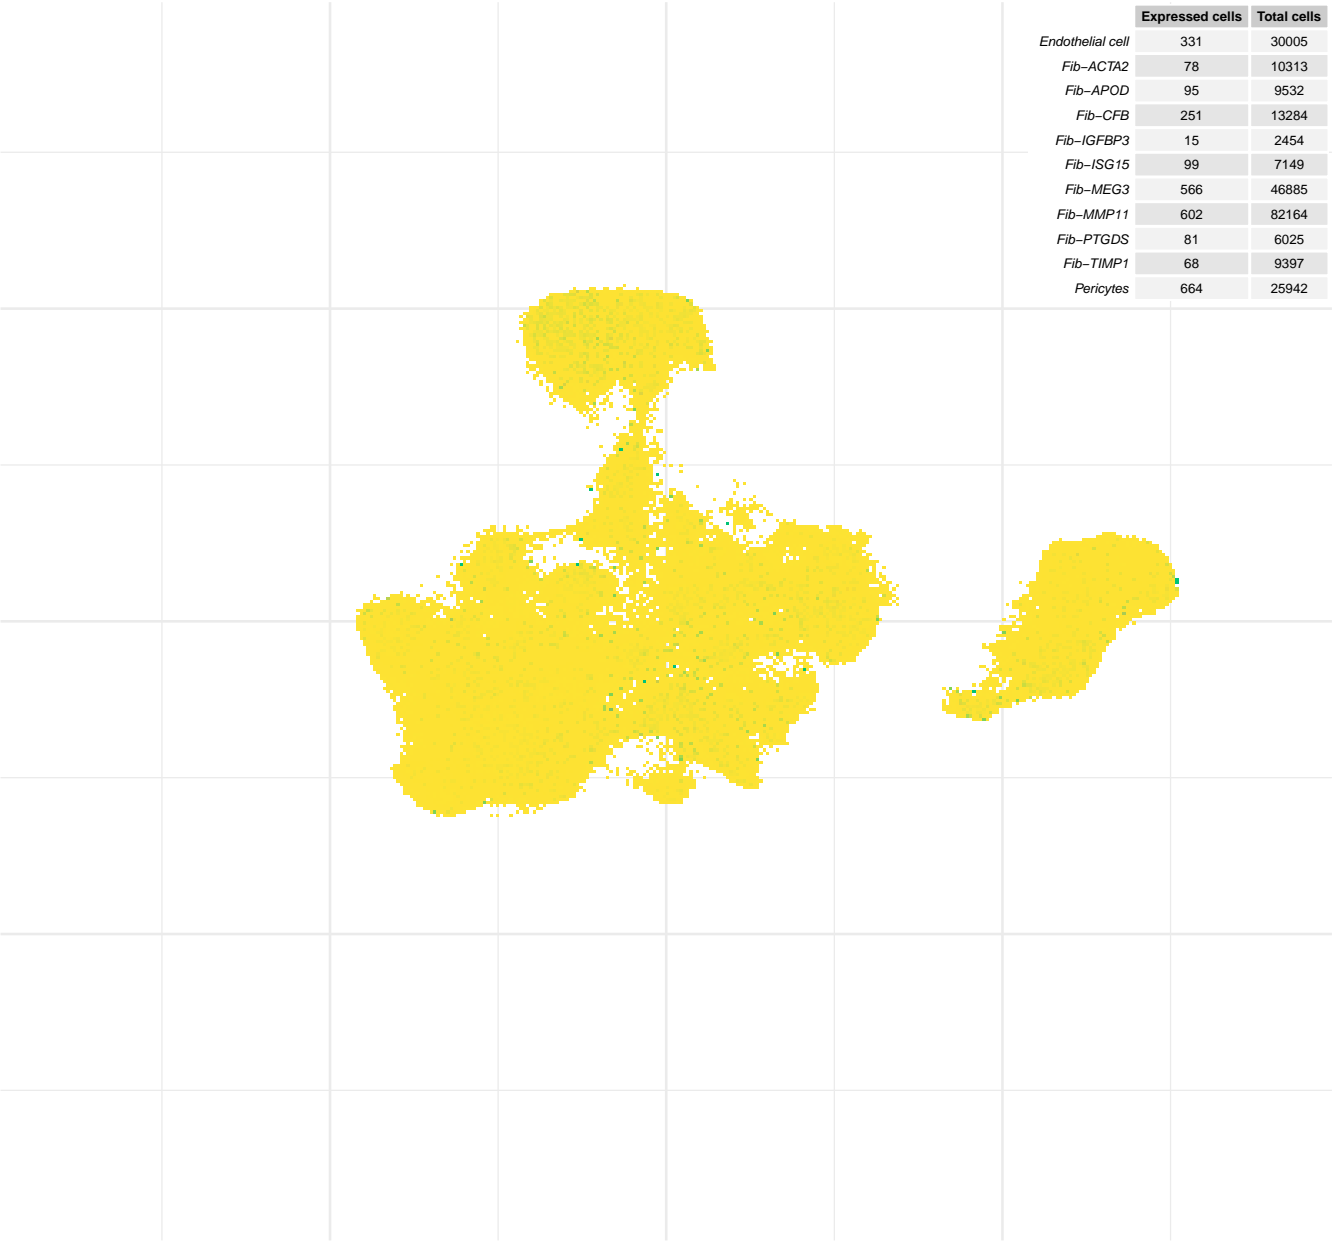 Expressed cells Total cells
Endothelial cell 331 30005
Fib−ACTA2 78 10313
Fib−APOD 95 9532
Fib−CFB 251 13284
Fib−IGFBP3 15 2454
Fib−ISG15 99 7149
Fib−MEG3 566 46885
Fib−MMP11 602 82164
Fib−PTGDS 81 6025
Fib−TIMP1 68 9397
Pericytes 664 25942